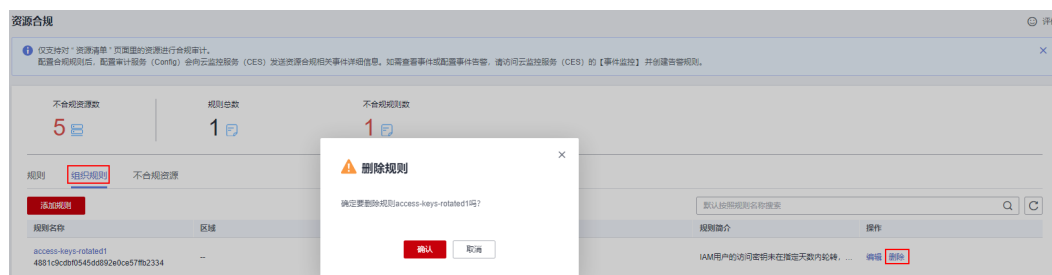 资源合规
评
仅支持对“资源清单”页面里的资源进行合规审计。
配置合规规则后，配置审计服务（Config）会向云监控服务（CES）发送资源合规相关事件详细信息。如需查看事件或配置事件告警，请访问云监控服务（CES）的【事件监控】并创建告警规则。
不合规资源数
规则总数
不合规规则数
5
1
1
删除规则
确定要删除规则access-keys-rotated1吗?
确认
取消
规则
组织规则
不合规资源
添加规则
默认按照规则名称搜索
规则名称
区域
规则简介
操作
access-keys-rotated1
4881c9cdbf0545dd892e0ce57ffb2334
--
IAM用户的访问密钥未在指定天数内轮转，...
编辑
删除